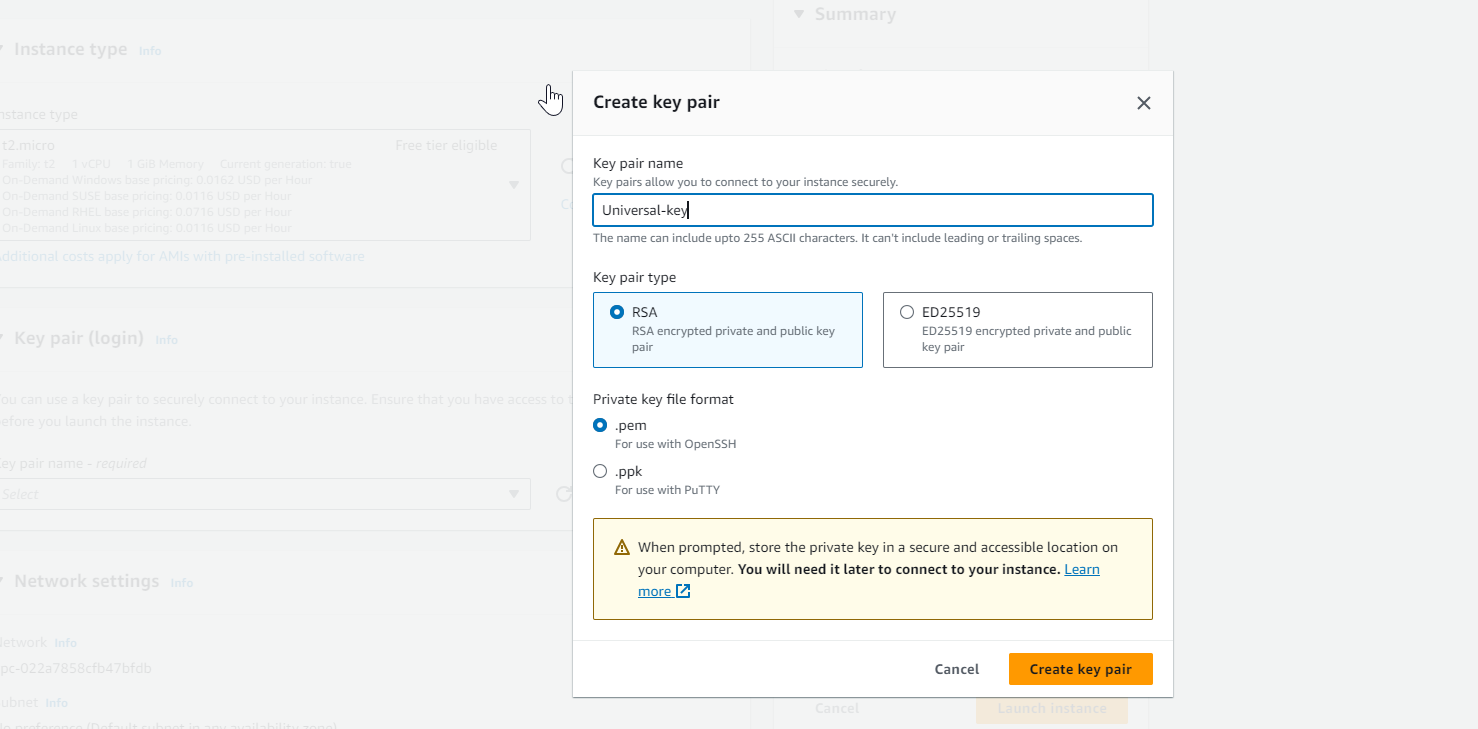 Summary
Instance type Info
nstance type
t2.micro
Free tier eligible
Family: t2 1 vCPU 1 GiB Memory Current generation: true
On-Demand Windows base pricing: 0.0162 USD per Hour
On-Demand SUSE base pricing: 0.0116 USD per Hour
On-Demand RHEL base pricing: 0.0716 USD per Hour
On-Demand Linux base pricing: 0.0116 USD per Hour
Co
dditional costs apply for AMIs with pre-installed software
Key pair (login) Info
ou can use a key pair to securely connect to your instance. Ensure that you have access to t
efore you launch the instance.
ey pair name - required
Select
Network settings Info
etwork Info
pc-022a7858cfb47bfdb
ubnet Info
o preference (Default subnet in any availability zone)
Create key pair
Key pair name
Key pairs allow you to connect to your instance securely.
Universal-key
The name can include upto 255 ASCII characters. It can't include leading or trailing spaces.
Key pair type
RSA
RSA encrypted private and public key
pair
ED25519
ED25519 encrypted private and public
key pair
Private key file format
.pem
For use with OpenSSH
.ppk
For use with PuTTY
When prompted, store the private key in a secure and accessible location on
your computer. You will need it later to connect to your instance. Learn
more
Cancel
Create key pair
Cancel
Launch instance